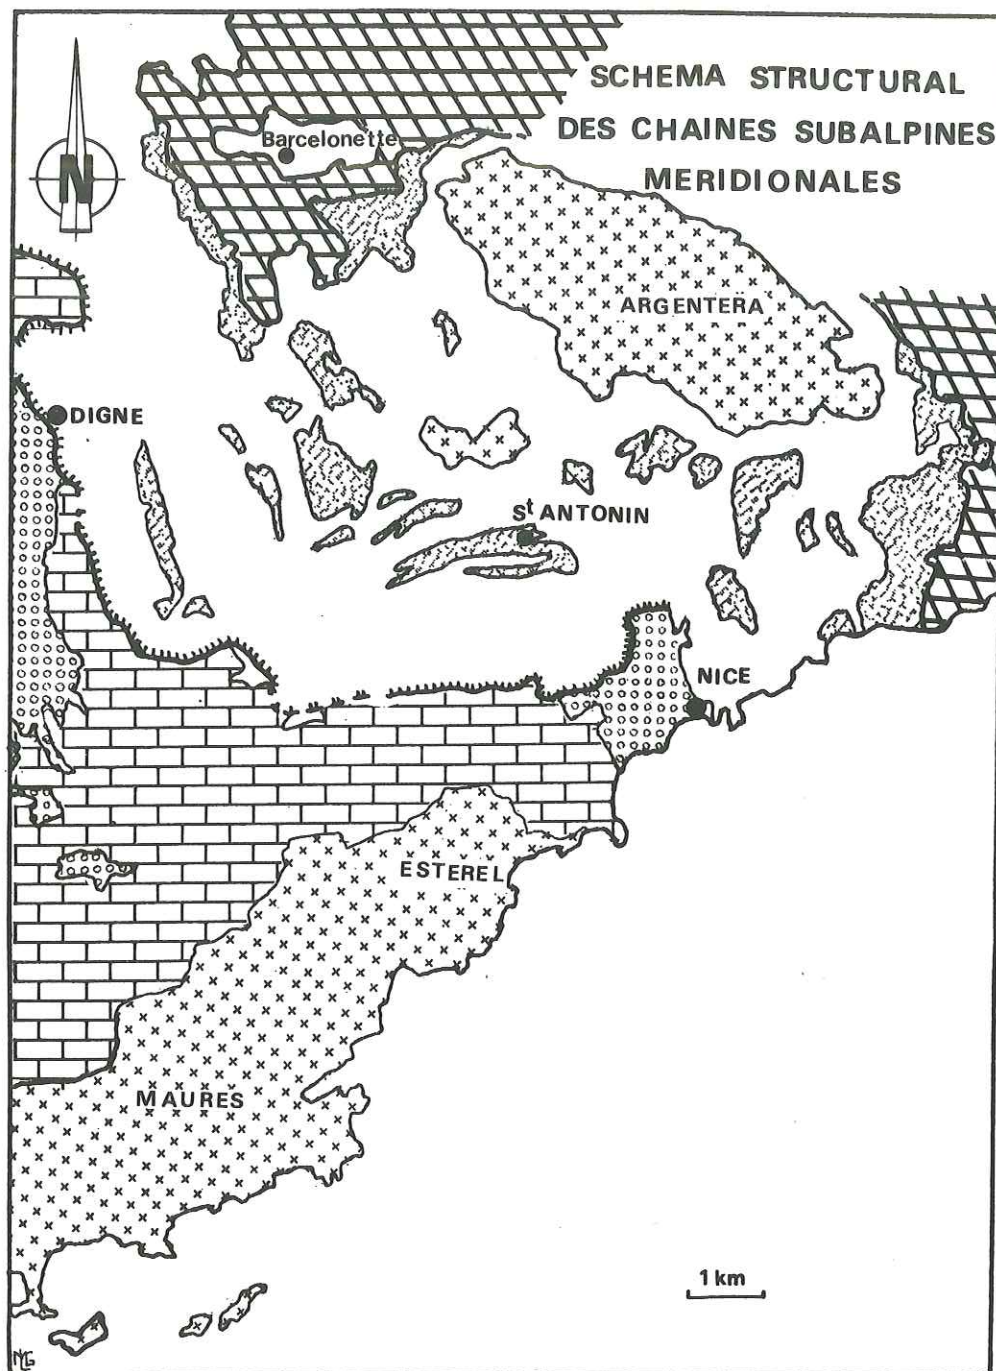 SCHEMA STRUCTURAL
DES CHAINES SUBALPINES
MERIDIONALES
N
Barcelonette
ARGENTERA
DIGNE
St ANTONIN
NICE
ESTEREL
MAURES
1 km